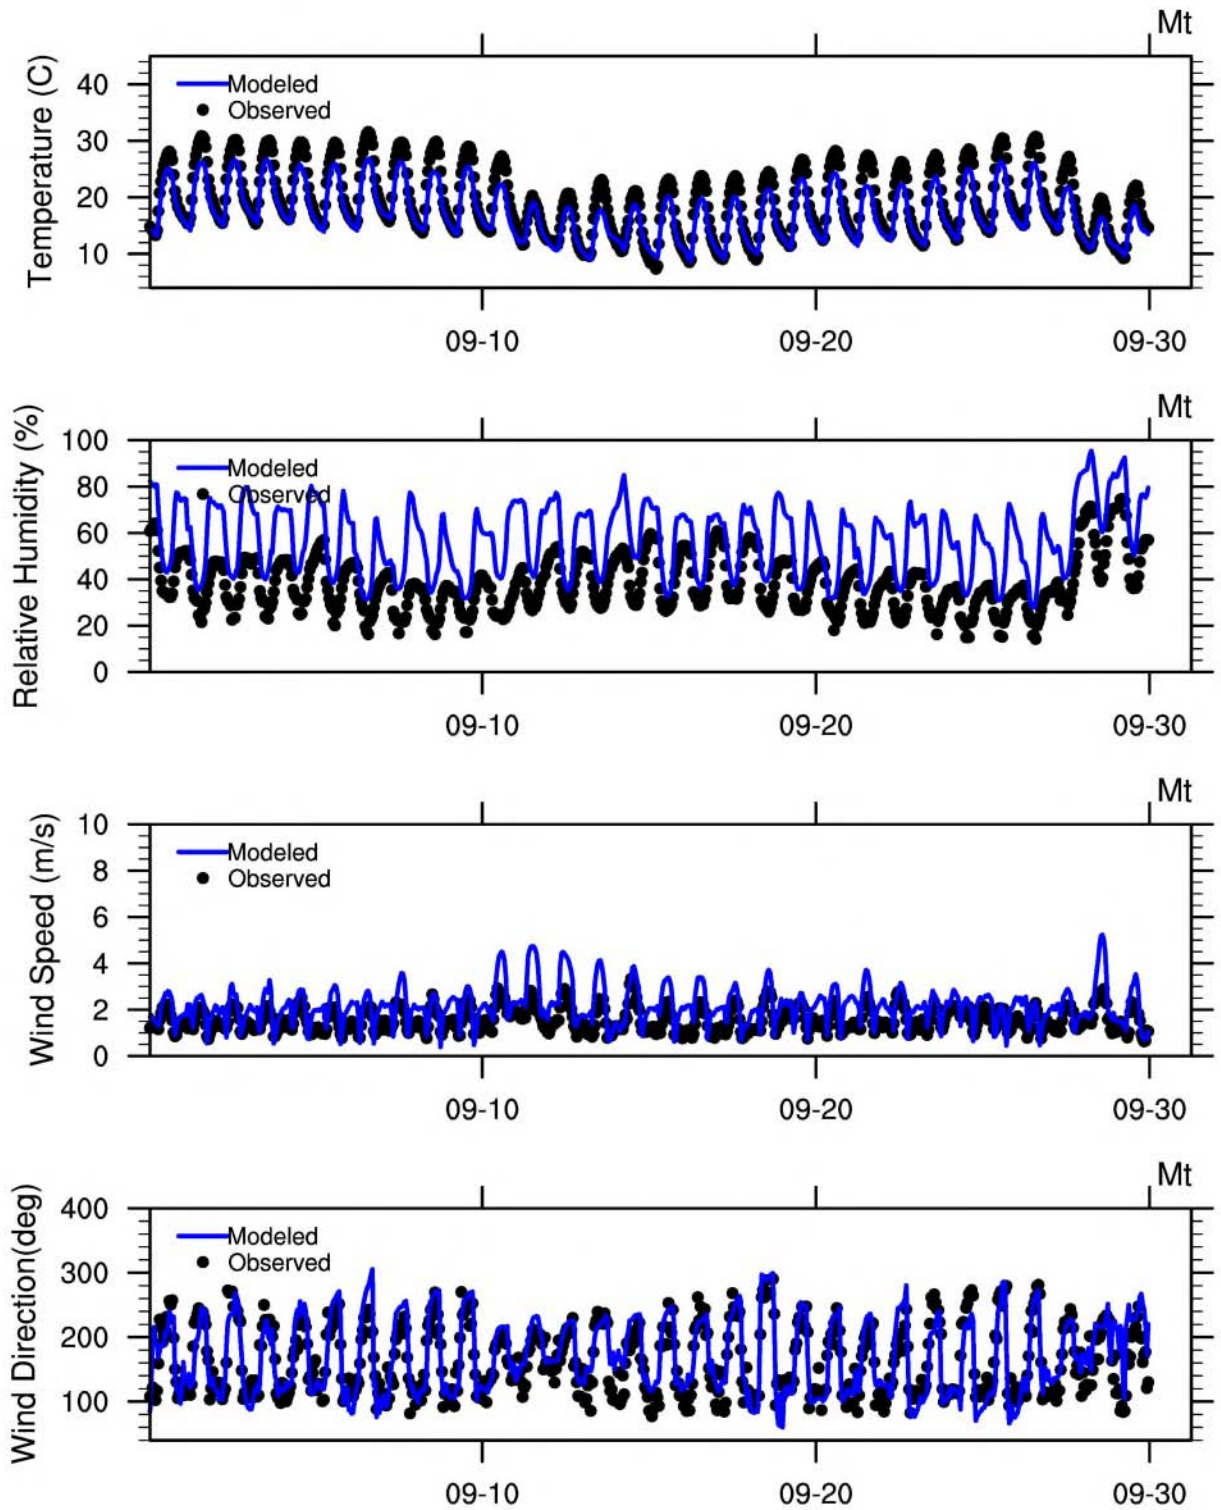 Mt
Temperature (C)
40
30
20
10
Modeled
Observed
09-10
09-20
09-30
Mt
Relative Humidity (%)
100
80
60
40
20
0
Modeled
Observed
09-10
09-20
09-30
Mt
Wind Speed (m/s)
10
8
6
4
2
0
Modeled
Observed
09-10
09-20
09-30
Mt
Wind Direction(deg)
400
300
200
100
Modeled
Observed
09-10
09-20
09-30